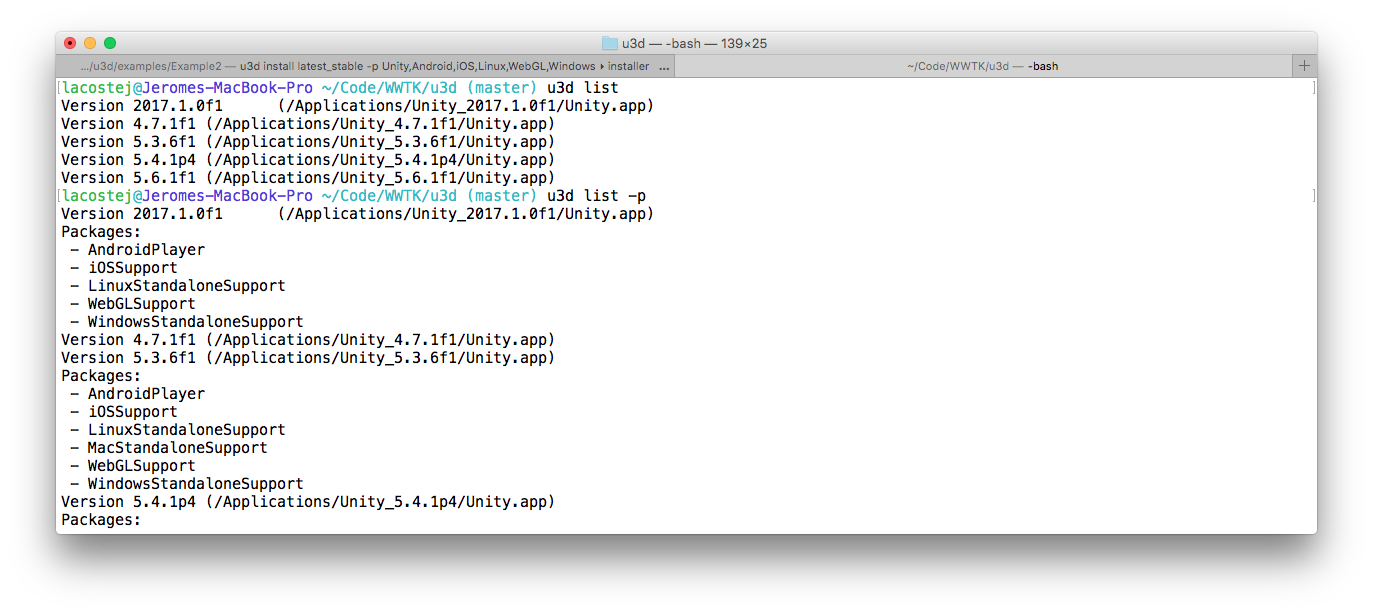 u3d — -bash — 139×25
.../u3d/examples/Example2 — u3d install latest_stable -p Unity,Android,iOS,Linux,WebGL,Windows ▸ installer ...
~/Code/WWTK/u3d — -bash
[lacostej@Jeromes-MacBook-Pro ~/Code/WWTK/u3d (master) u3d list ]
Version 2017.1.0f1      (/Applications/Unity_2017.1.0f1/Unity.app)
Version 4.7.1f1 (/Applications/Unity_4.7.1f1/Unity.app)
Version 5.3.6f1 (/Applications/Unity_5.3.6f1/Unity.app)
Version 5.4.1p4 (/Applications/Unity_5.4.1p4/Unity.app)
Version 5.6.1f1 (/Applications/Unity_5.6.1f1/Unity.app)
[lacostej@Jeromes-MacBook-Pro ~/Code/WWTK/u3d (master) u3d list -p ]
Version 2017.1.0f1      (/Applications/Unity_2017.1.0f1/Unity.app)
Packages:
 - AndroidPlayer
 - iOSSupport
 - LinuxStandaloneSupport
 - WebGLSupport
 - WindowsStandaloneSupport
Version 4.7.1f1 (/Applications/Unity_4.7.1f1/Unity.app)
Version 5.3.6f1 (/Applications/Unity_5.3.6f1/Unity.app)
Packages:
 - AndroidPlayer
 - iOSSupport
 - LinuxStandaloneSupport
 - MacStandaloneSupport
 - WebGLSupport
 - WindowsStandaloneSupport
Version 5.4.1p4 (/Applications/Unity_5.4.1p4/Unity.app)
Packages: